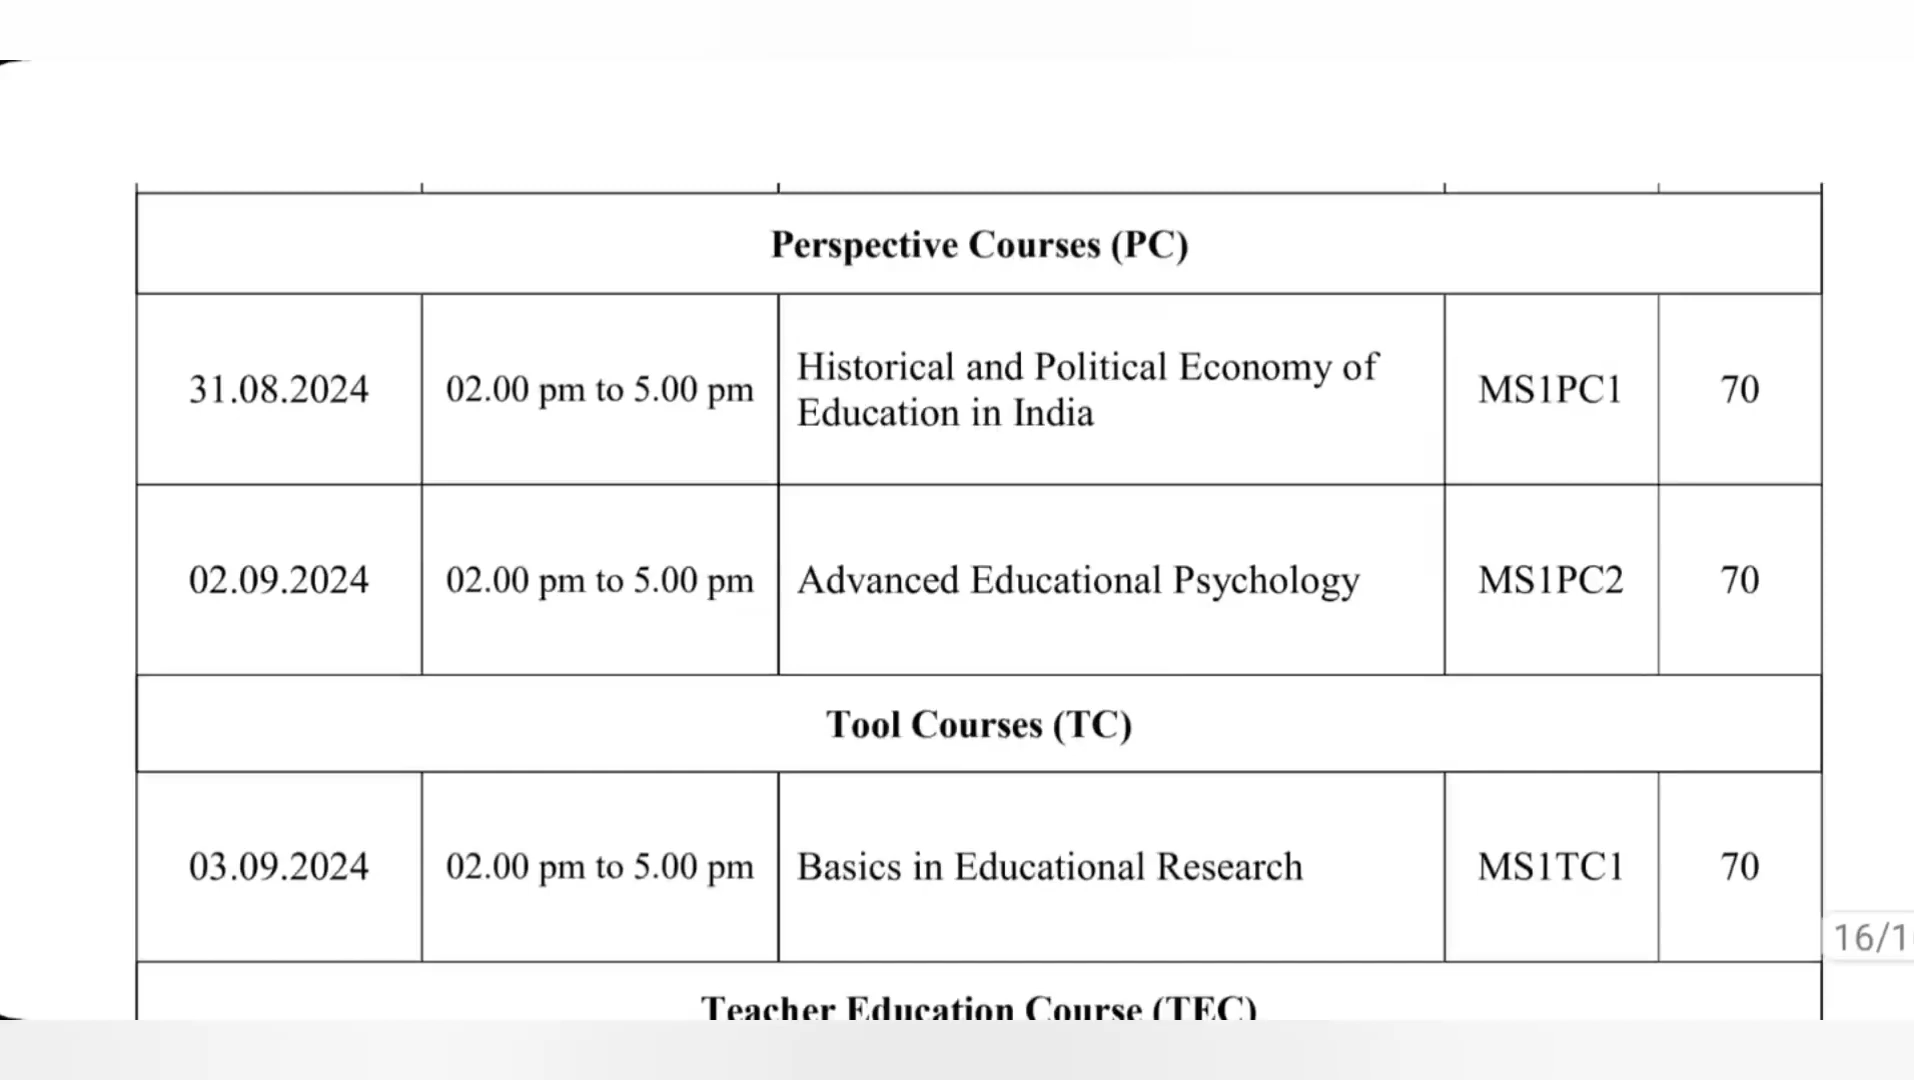 Perspective Courses (PC)
31.08.2024 02.00 pm to 5.00 pm Historical and Political Economy of
Education in India MS1PC1 70
02.09.2024 02.00 pm to 5.00 pm Advanced Educational Psychology MS1PC2 70
Tool Courses (TC)
03.09.2024 02.00 pm to 5.00 pm Basics in Educational Research MS1TC1 70
16/1
Teacher Education Course (TEC)